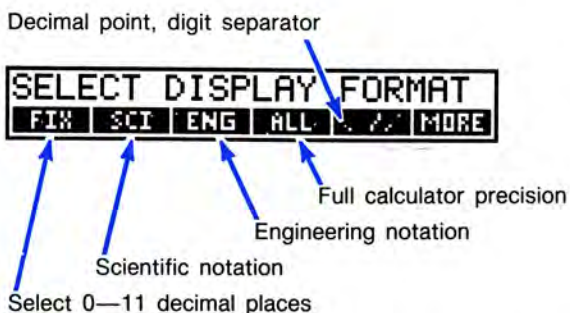 Decimal point, digit separator
SELECT DISPLAY FORMAT
FIX SCI ENG ALL . // MORE
Full calculator precision
Engineering notation
Scientific notation
Select 0—11 decimal places